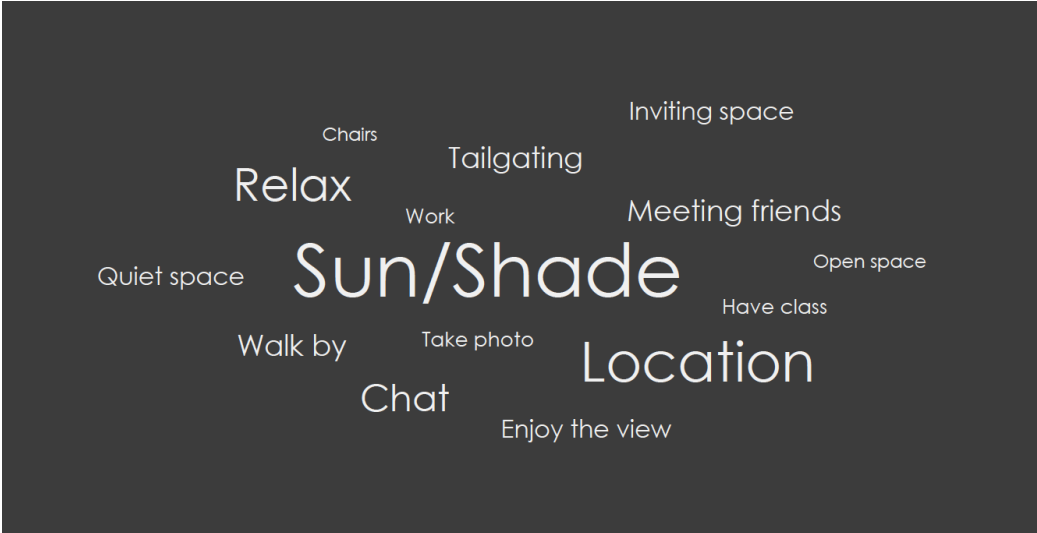 Inviting space
Chairs
Tailgating
Relax
Work
Meeting friends
Sun/Shade
Open space
Quiet space
Have class
Walk by
Take photo
Location
Chat
Enjoy the view